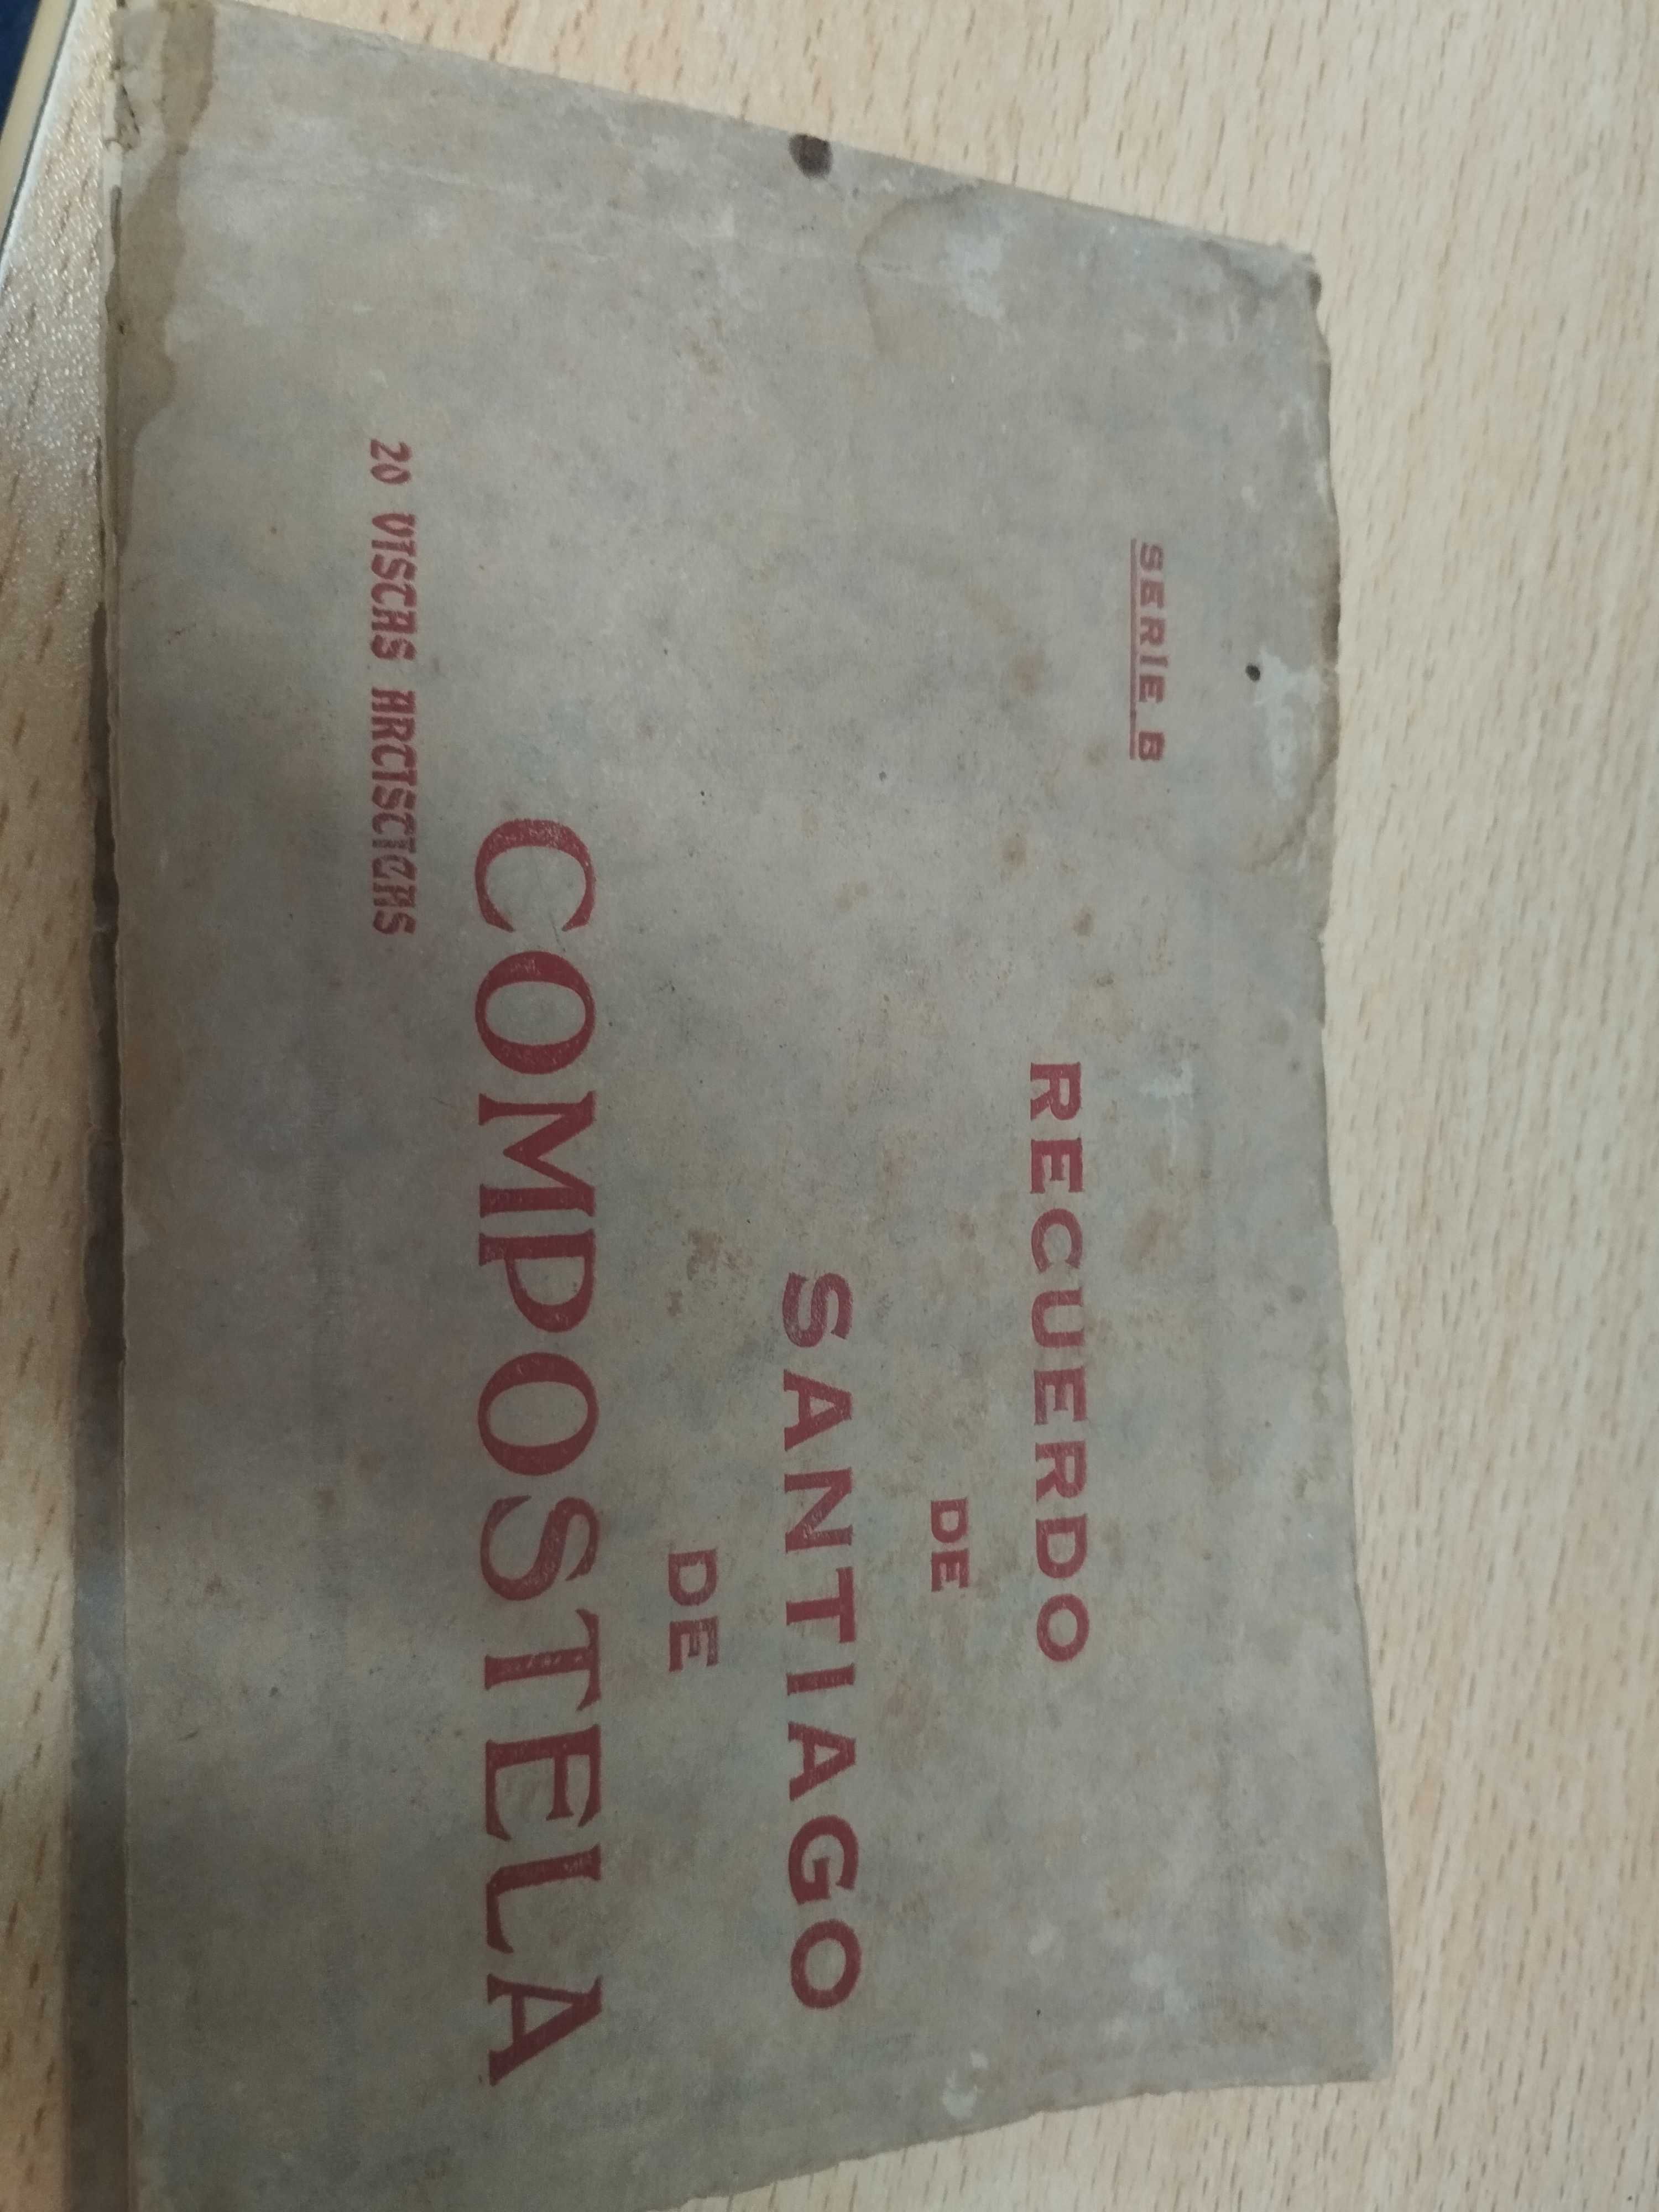 SERIE B
RECUERDO
DE
SANTIAGO
DE
COMPOSTELA
20 VISTAS ARTISTICAS